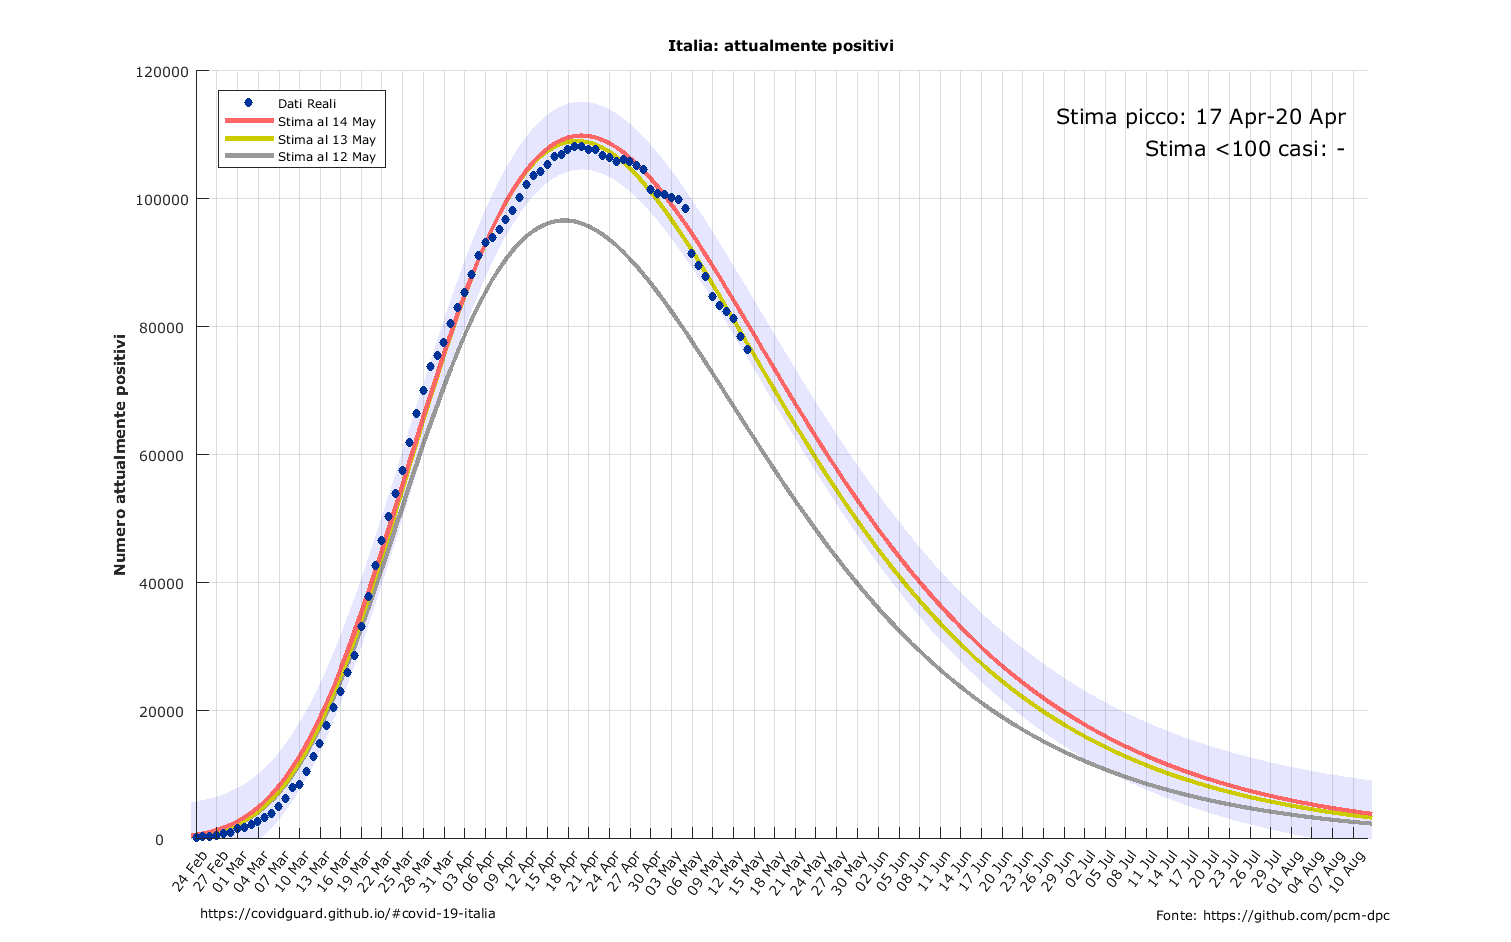 Italia: attualmente positivi
120000
100000
80000
60000
40000
20000
0
Numero attualmente positivi
Dati Reali
Stima al 14 May
Stima al 13 May
Stima al 12 May
Stima picco: 17 Apr-20 Apr
Stima <100 casi: -
24 Feb
27 Feb
01 Mar
04 Mar
07 Mar
10 Mar
13 Mar
16 Mar
19 Mar
22 Mar
25 Mar
28 Mar
31 Mar
03 Apr
06 Apr
09 Apr
12 Apr
15 Apr
18 Apr
21 Apr
24 Apr
27 Apr
30 Apr
03 May
06 May
09 May
12 May
15 May
18 May
21 May
24 May
27 May
30 May
02 Jun
05 Jun
08 Jun
11 Jun
14 Jun
17 Jun
20 Jun
23 Jun
26 Jun
29 Jun
02 Jul
05 Jul
08 Jul
11 Jul
14 Jul
17 Jul
20 Jul
23 Jul
26 Jul
29 Jul
01 Aug
04 Aug
07 Aug
10 Aug
https://covidguard.github.io/#covid-19-italia
Fonte: https://github.com/pcm-dpc